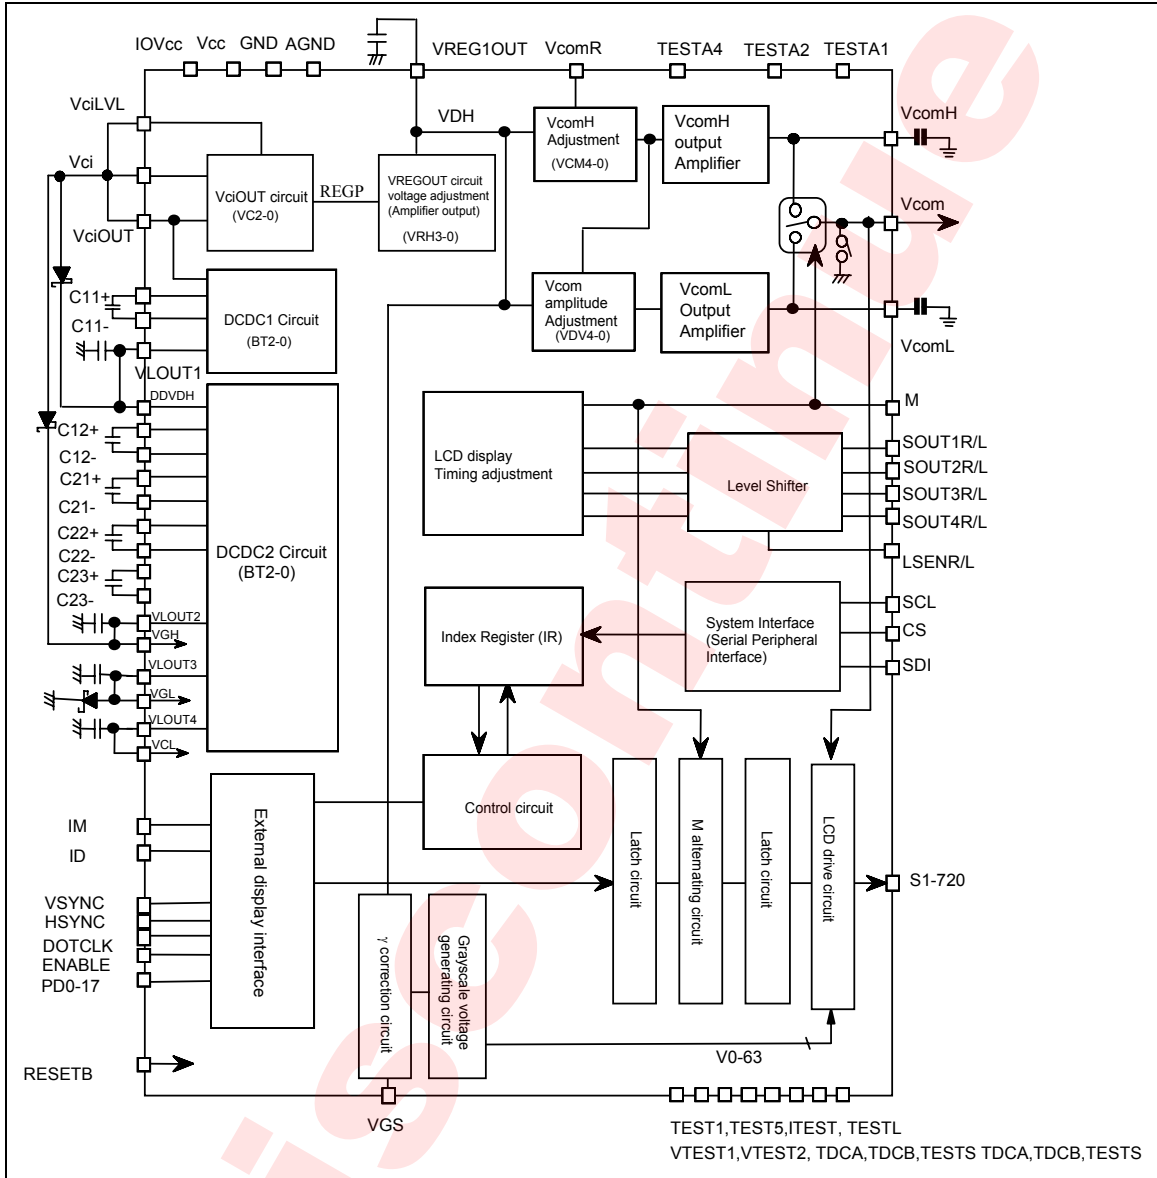 IOVcc Vcc GND AGND VREG1OUT VcomR TESTA4 TESTA2 TESTA1
VciLVL
Vci
VciOUT
VciOUT circuit
(VC2-0)
REGP
VDH
VREGOUT circuit
voltage adjustment
(Amplifier output)
(VRH3-0)
VcomH
Adjustment
(VCM4-0)
VcomH
output
Amplifier
VcomH
Vcom
Vcom
amplitude
Adjustment
(VDV4-0)
VcomL
Output
Amplifier
VcomL
C11+
C11-
DCDC1 Circuit
(BT2-0)
VLOUT1
DDVDH
C12+
C12-
C21+
C21-
C22+
C22-
C23+
C23-
DCDC2 Circuit
(BT2-0)
VLOUT2
VGH
VLOUT3
VGL
VLOUT4
VCL
LCD display
Timing adjustment
Level Shifter
M
SOUT1R/L
SOUT2R/L
SOUT3R/L
SOUT4R/L
LSENR/L
Index Register (IR)
System Interface
(Serial Peripheral
Interface)
SCL
CS
SDI
Control circuit
IM
ID
VSYNC
HSYNC
DOTCLK
ENABLE
PD0-17
RESETB
External display
interface
γ correction circuit
Grayscale voltage
generating circuit
Latch circuit
M alternating circuit
Latch circuit
LCD drive circuit
S1-720
V0-63
VGS
TEST1,TEST5,ITEST, TESTL
VTEST1,VTEST2, TDCA,TDCB,TESTS TDCA,TDCB,TESTS
iscontinue